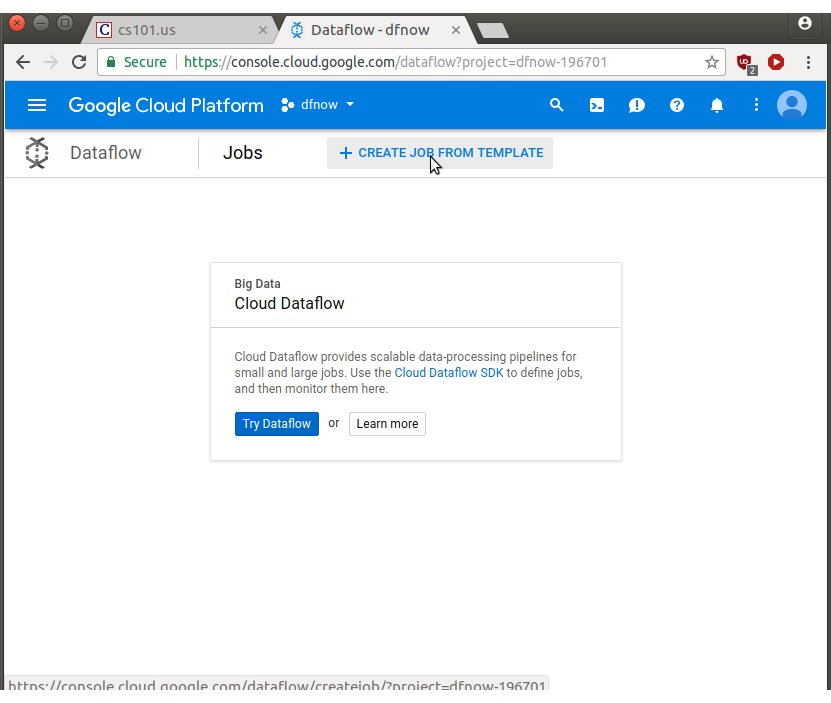 C cs101.us
Dataflow - dfnow
Secure https://console.cloud.google.com/dataflow?project=dfnow-196701
2
Google Cloud Platform dfnow
Dataflow Jobs + CREATE JOB FROM TEMPLATE
Big Data
Cloud Dataflow
Cloud Dataflow provides scalable data-processing pipelines for
small and large jobs. Use the Cloud Dataflow SDK to define jobs,
and then monitor them here.
Try Dataflow or Learn more
https://console.cloud.google.com/dataflow/createjob/?project=dfnow-196701